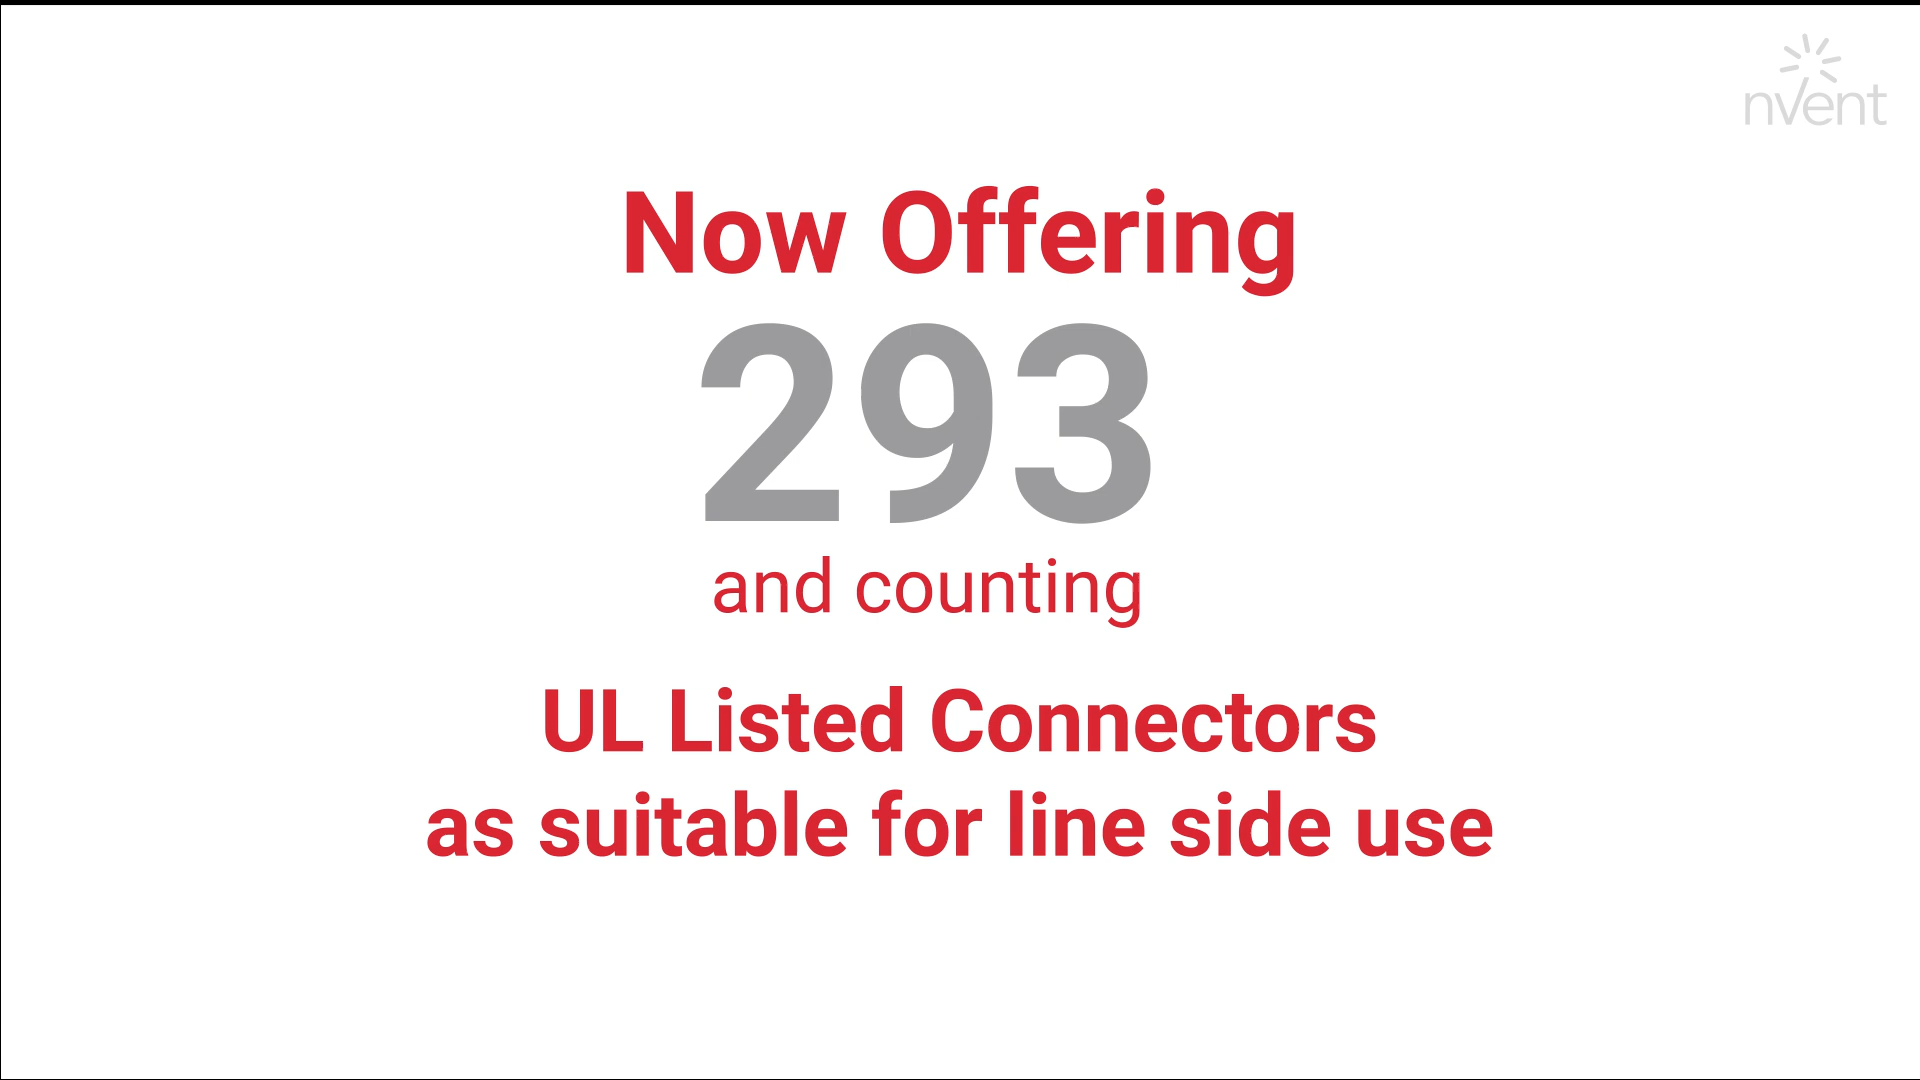 nVent
Now Offering
293
and counting
UL Listed Connectors
as suitable for line side use